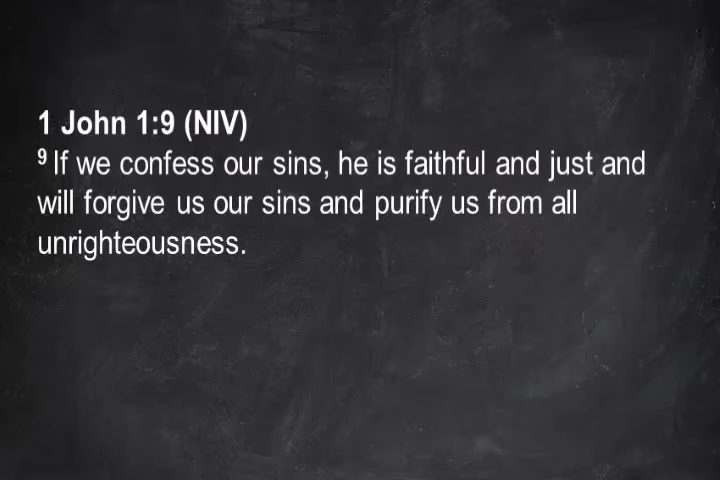 1 John 1:9 (NIV)
9 If we confess our sins, he is faithful and just and
will forgive us our sins and purify us from all
unrighteousness.